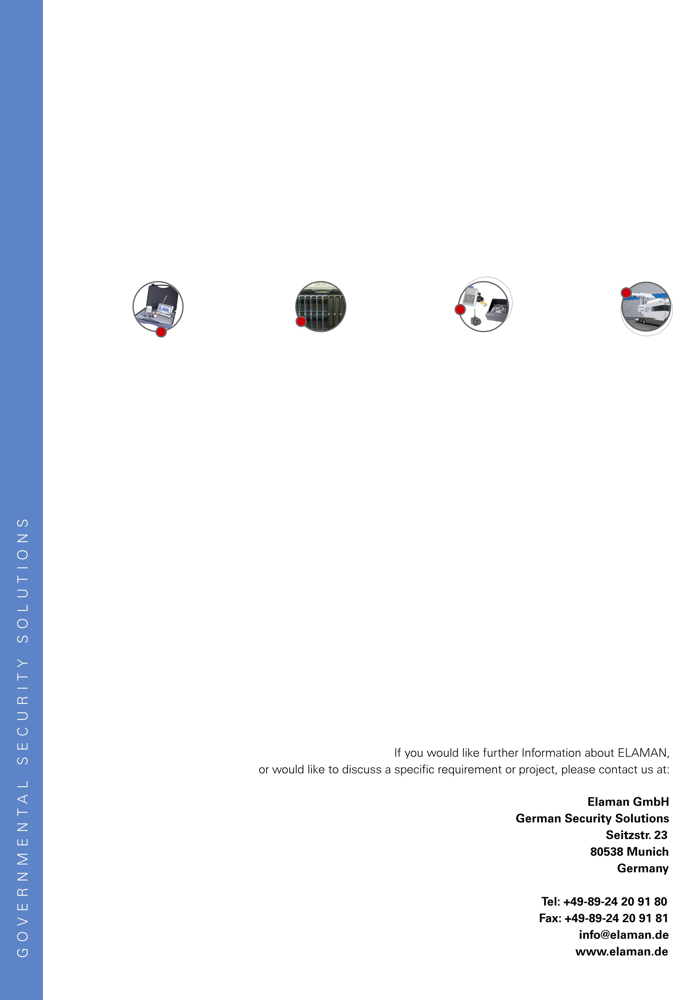 GOVERNMENTAL SECURITY SOLUTIONS
HCV
If you would like further Information about ELAMAN,
or would like to discuss a specific requirement or project, please contact us at:
Elaman GmbH
German Security Solutions
Seitzstr. 23
80538 Munich
Germany
Tel: +49-89-24 20 91 80
Fax: +49-89-24 20 91 81
info@elaman.de
www.elaman.de